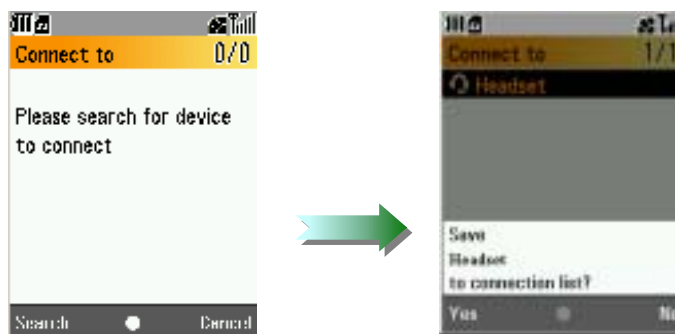 Connect to 0/0
Please search for device
to connect
Search Cancel
Connect to 1/1
Headset
Save
Headset
to connection list?
Yes No